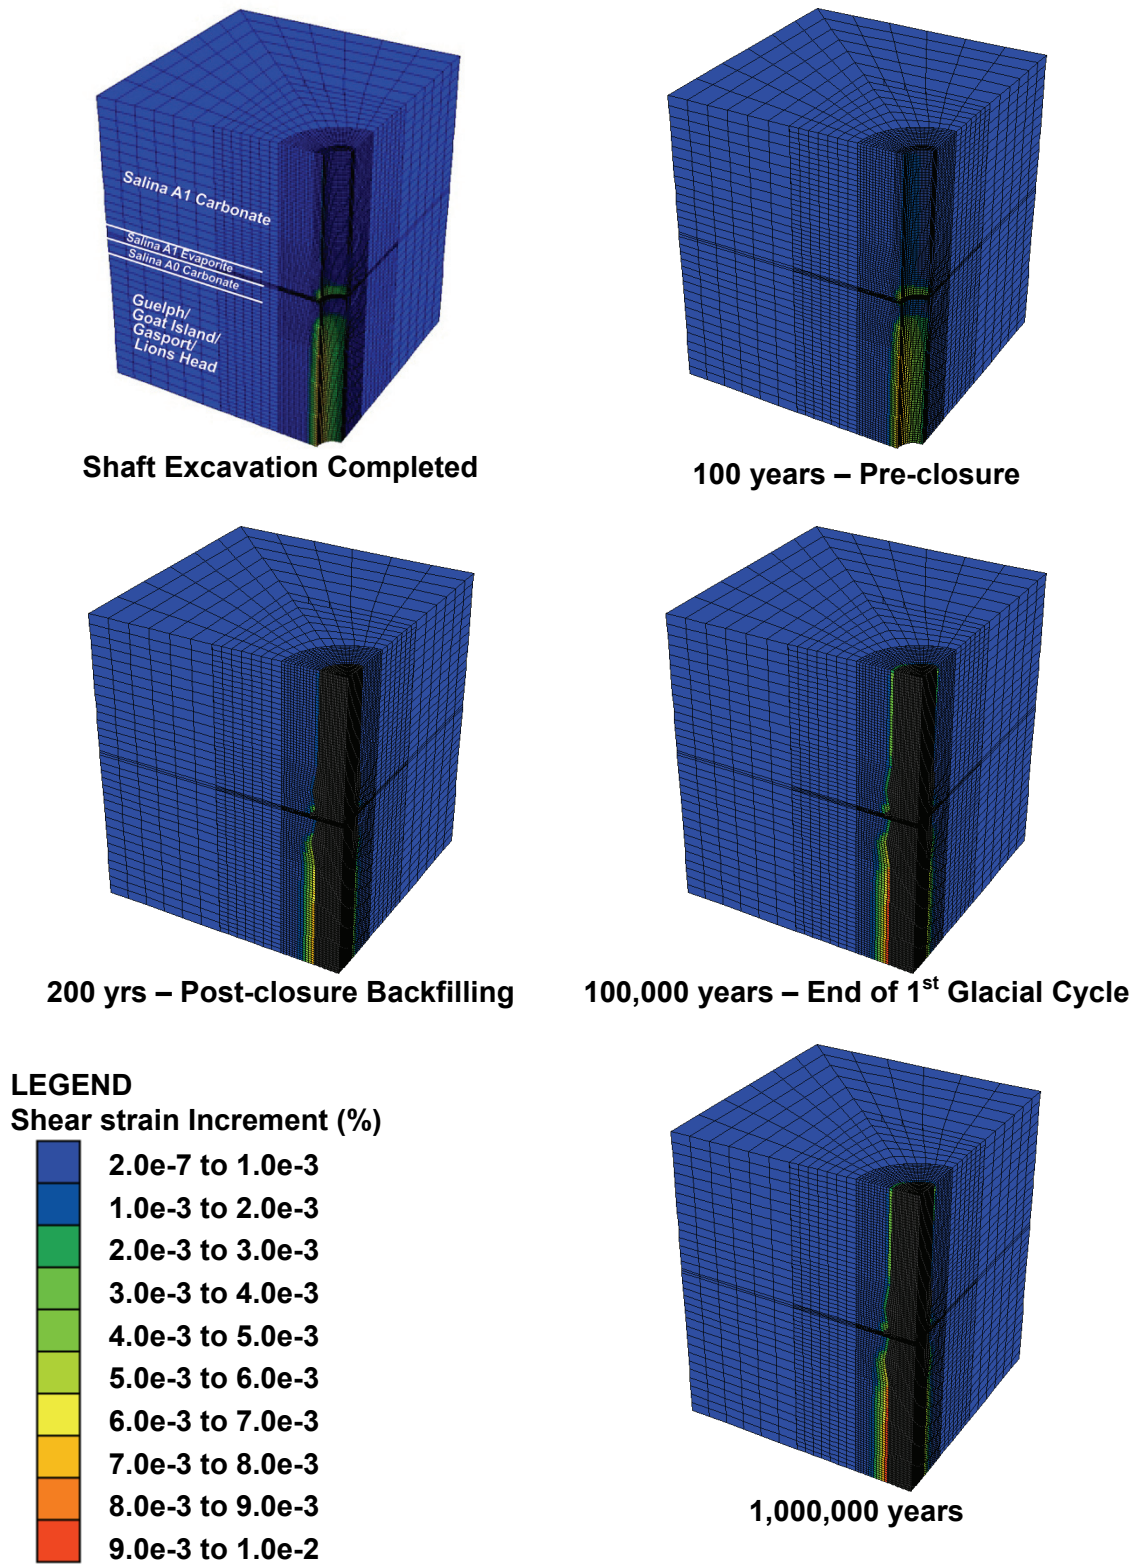 Salina A1 Carbonate
Salina A1 Evaporite
Salina A0 Carbonate
Guelph/
Goat Island/
Gasport/
Lions Head
Shaft Excavation Completed
100 years – Pre-closure
200 yrs – Post-closure Backfilling
100,000 years – End of 1st Glacial Cycle
LEGEND
Shear strain Increment (%)
2.0e-7 to 1.0e-3
1.0e-3 to 2.0e-3
2.0e-3 to 3.0e-3
3.0e-3 to 4.0e-3
4.0e-3 to 5.0e-3
5.0e-3 to 6.0e-3
6.0e-3 to 7.0e-3
7.0e-3 to 8.0e-3
8.0e-3 to 9.0e-3
9.0e-3 to 1.0e-2
1,000,000 years